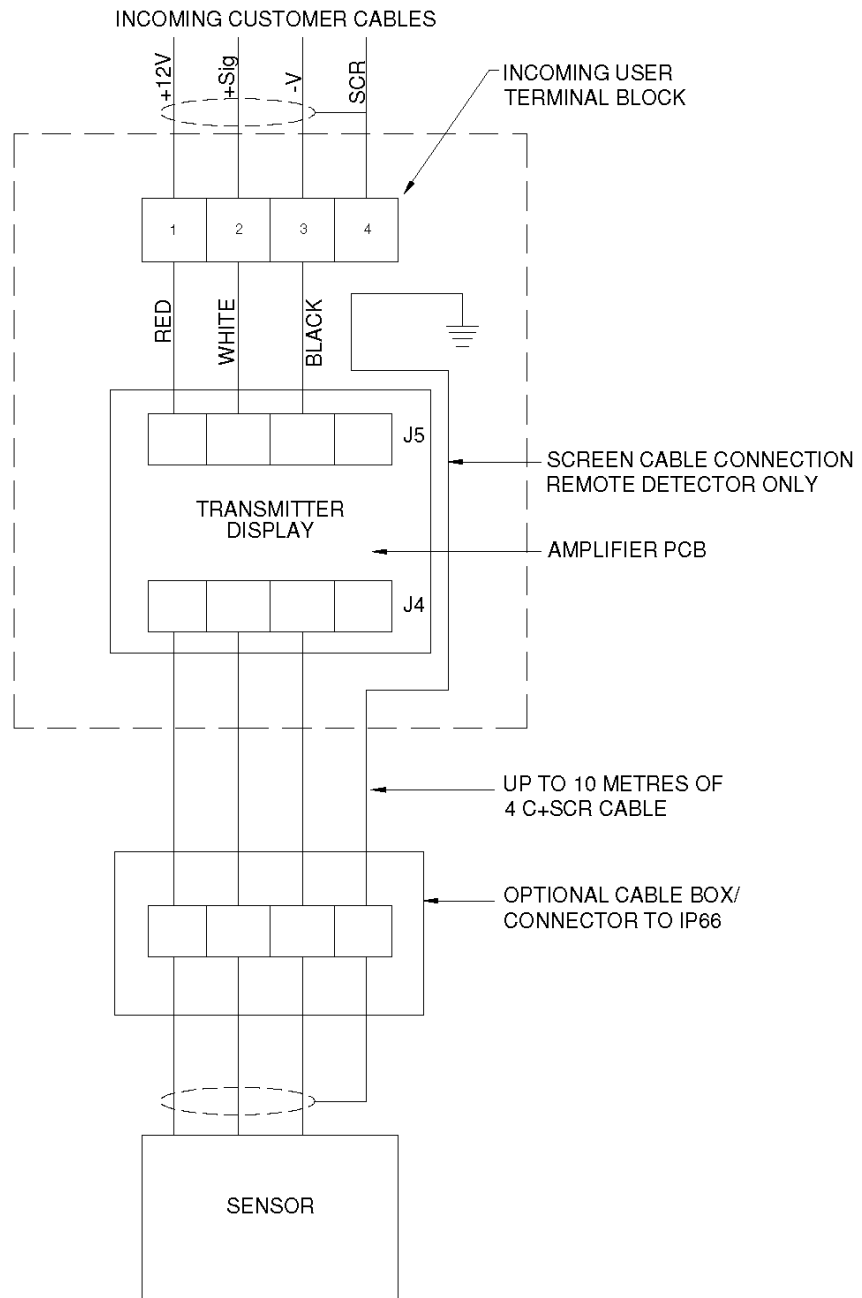 INCOMING CUSTOMER CABLES
+12V
+Sig
-V
SCR
INCOMING USER
TERMINAL BLOCK
1
2
3
4
RED
WHITE
BLACK
J5
SCREEN CABLE CONNECTION
REMOTE DETECTOR ONLY
TRANSMITTER
DISPLAY
AMPLIFIER PCB
J4
UP TO 10 METRES OF
4 C+SCR CABLE
OPTIONAL CABLE BOX/
CONNECTOR TO IP66
SENSOR